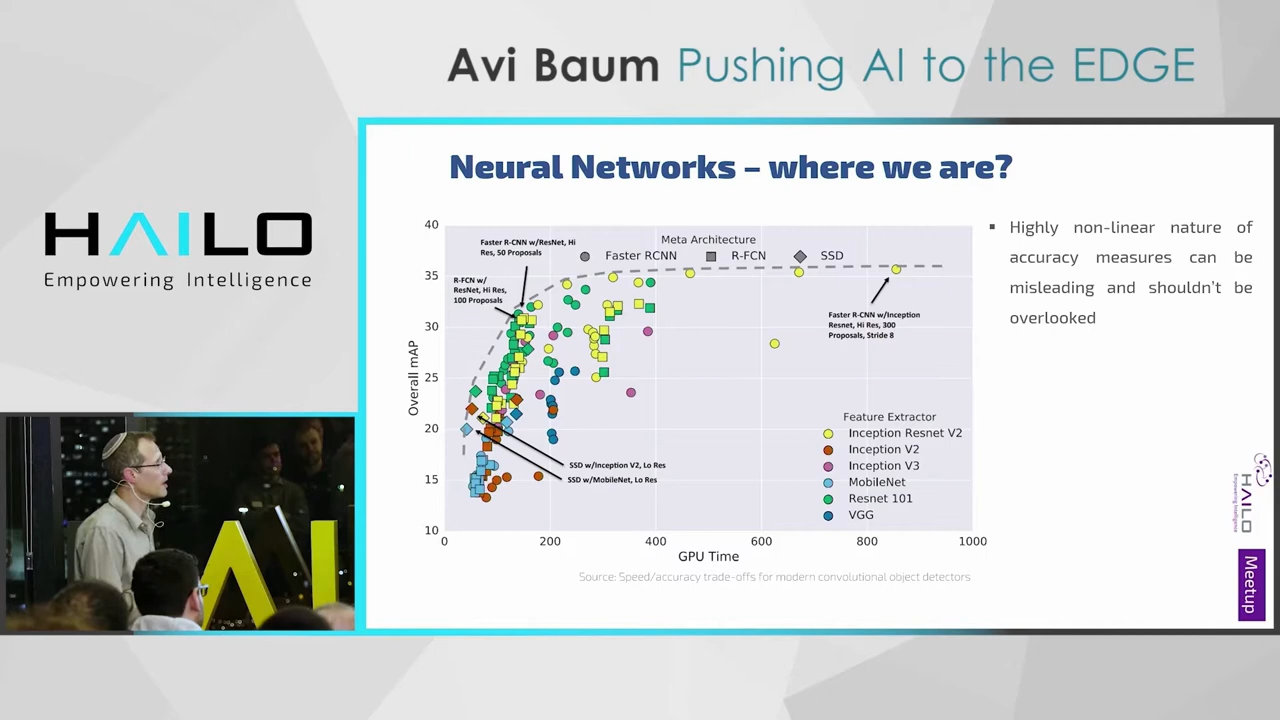 Avi Baum Pushing AI to the EDGE
HAILO
Empowering Intelligence
Neural Networks – where we are?
Highly non-linear nature of
accuracy measures can be
misleading and shouldn't be
overlooked
Overall mAP
40
35
30
25
20
15
10
Meta Architecture
Faster RCNN R-FCN SSD
Faster R-CNN w/ResNet, Hi
Res, 50 Proposals
R-FCN w/
ResNet, Hi Res,
100 Proposals
Faster R-CNN w/Inception
Resnet, Hi Res, 300
Proposals, Stride 8
SSD w/Inception V2, Lo Res
SSD w/MobileNet, Lo Res
Feature Extractor
Inception Resnet V2
Inception V2
Inception V3
MobileNet
Resnet 101
VGG
0 200 400 600 800 1000
GPU Time
Source: Speed/accuracy trade-offs for modern convolutional object detectors
HAILO
Empowering Intelligence
Meetup
AI